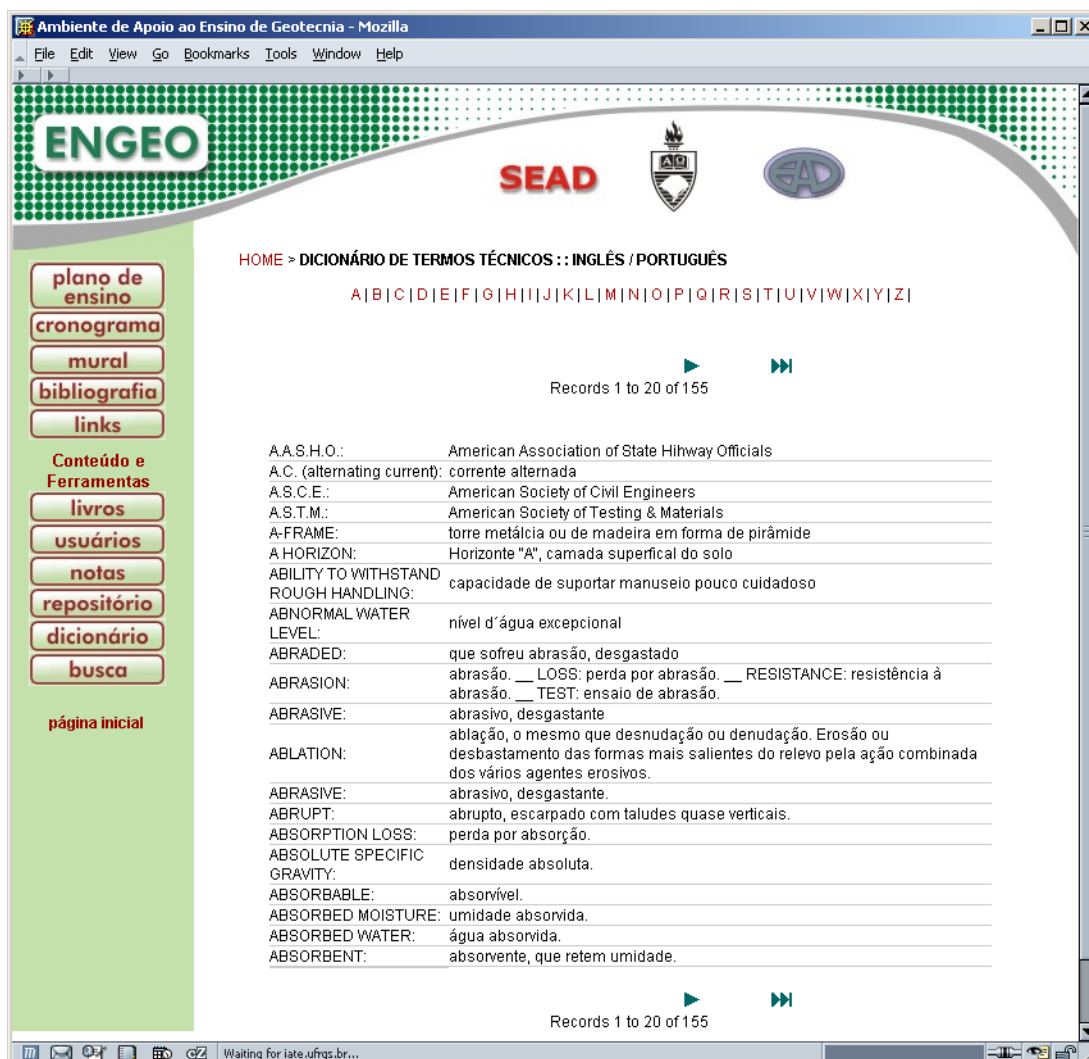 Ambiente de Apoio ao Ensino de Geotecnia - Mozilla
File Edit View Go Bookmarks Tools Window Help
ENGEO
SEAD
ΑΩ
EAD
HOME > DICIONÁRIO DE TERMOS TÉCNICOS : : INGLÊS / PORTUGUÊS
A | B | C | D | E | F | G | H | I | J | K | L | M | N | O | P | Q | R | S | T | U | V | W | X | Y | Z |
plano de
ensino
cronograma
mural
bibliografia
links
Conteúdo e
Ferramentas
livros
usuários
notas
repositório
dicionário
busca
página inicial
Records 1 to 20 of 155
A.A.S.H.O.: American Association of State Hihway Officials
A.C. (alternating current): corrente alternada
A.S.C.E.: American Society of Civil Engineers
A.S.T.M.: American Society of Testing & Materials
A-FRAME: torre metálcia ou de madeira em forma de pirâmide
A HORIZON: Horizonte "A", camada superfical do solo
ABILITY TO WITHSTAND
ROUGH HANDLING: capacidade de suportar manuseio pouco cuidadoso
ABNORMAL WATER
LEVEL: nível d´água excepcional
ABRADED: que sofreu abrasão, desgastado
ABRASION: abrasão. __ LOSS: perda por abrasão. __ RESISTANCE: resistência à
abrasão. __ TEST: ensaio de abrasão.
ABRASIVE: abrasivo, desgastante
ABLATION: ablação, o mesmo que desnudação ou denudação. Erosão ou
desbastamento das formas mais salientes do relevo pela ação combinada
dos vários agentes erosivos.
ABRASIVE: abrasivo, desgastante.
ABRUPT: abrupto, escarpado com taludes quase verticais.
ABSORPTION LOSS: perda por absorção.
ABSOLUTE SPECIFIC
GRAVITY: densidade absoluta.
ABSORBABLE: absorvível.
ABSORBED MOISTURE: umidade absorvida.
ABSORBED WATER: água absorvida.
ABSORBENT: absorvente, que retem umidade.
Records 1 to 20 of 155
Waiting for iate.ufrgs.br...